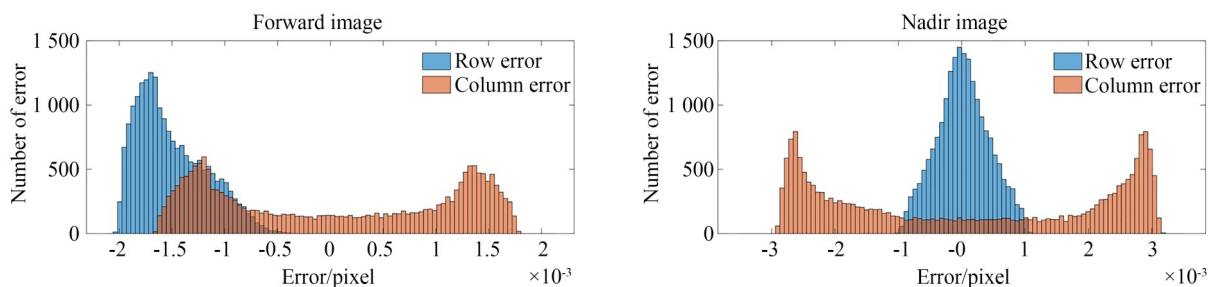 Forward image
1 500
1 000
500
0
Number of error
Row error
Column error
-2
-1.5
-1
-0.5
0
0.5
1
1.5
2
Error/pixel
×10-3
Nadir image
1 500
1 000
500
0
Number of error
Row error
Column error
-3
-2
-1
-0
1
2
3
Error/pixel
×10-3